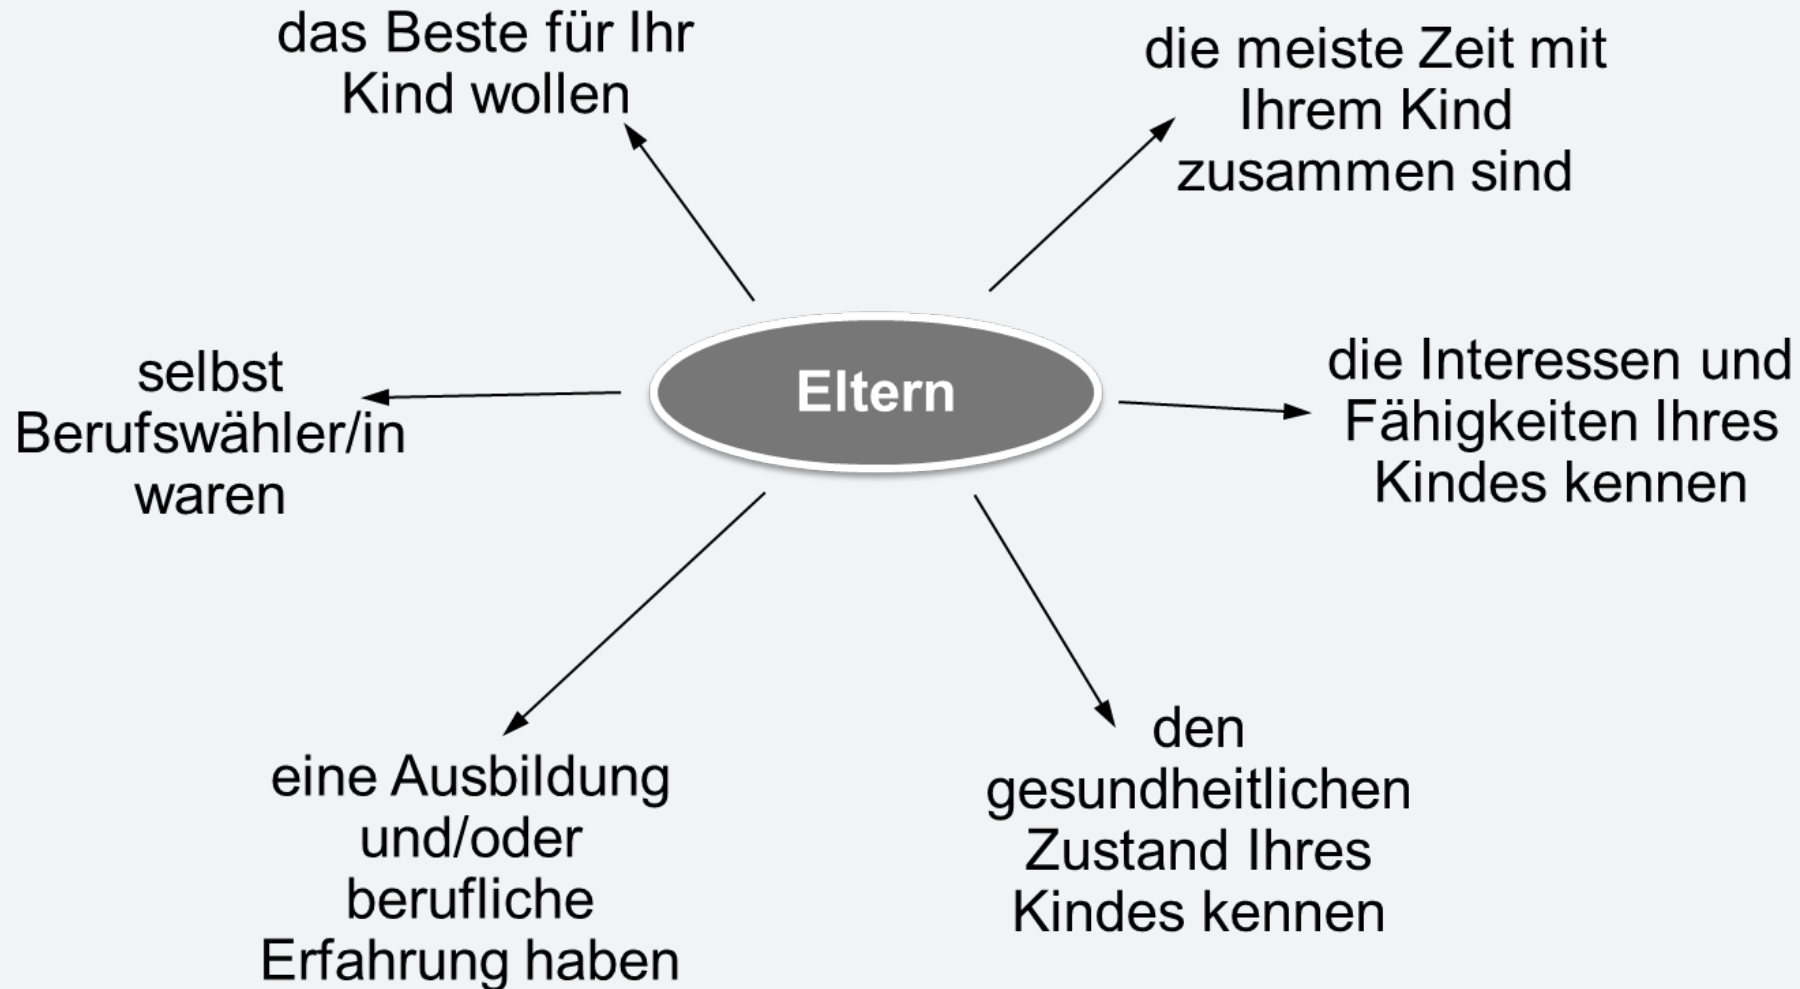 das Beste für Ihr
Kind wollen
die meiste Zeit mit
Ihrem Kind
zusammen sind
selbst
Berufswähler/in
waren
Eltern
die Interessen und
Fähigkeiten Ihres
Kindes kennen
eine Ausbildung
und/oder
berufliche
Erfahrung haben
den
gesundheitlichen
Zustand Ihres
Kindes kennen